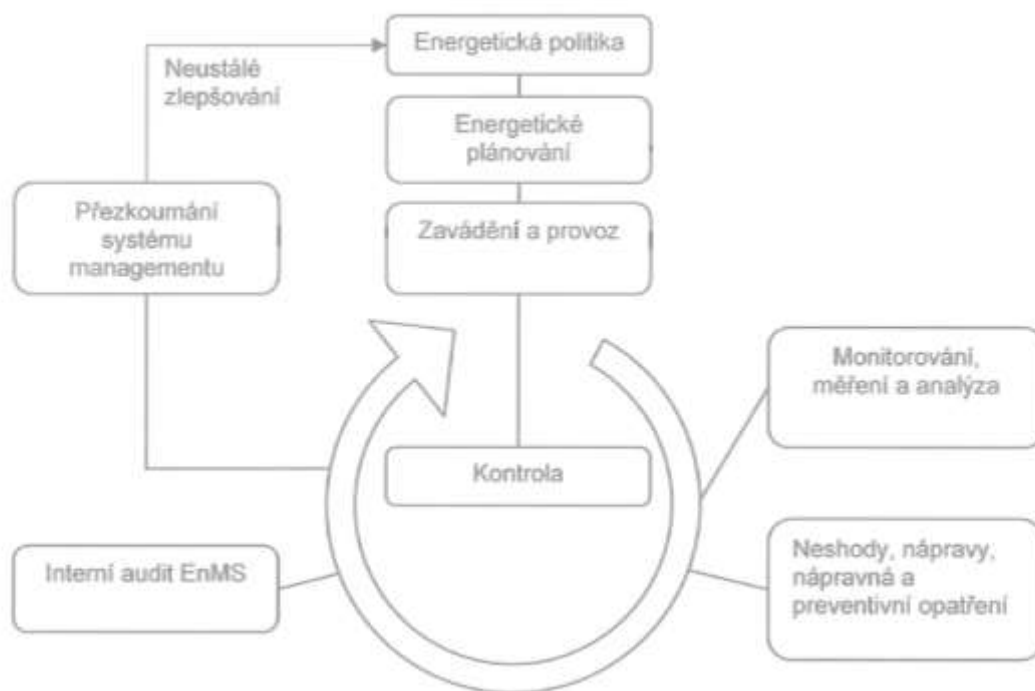 Energetická politika
Neustálé
zlepšování
Energetické
plánování
Přezkoumání
systému
managementu
Zavádění a provoz
Monitorování,
měření a analýza
Kontrola
Interní audit EnMS
Neshody, nápravy,
nápravná a
preventivní opatření